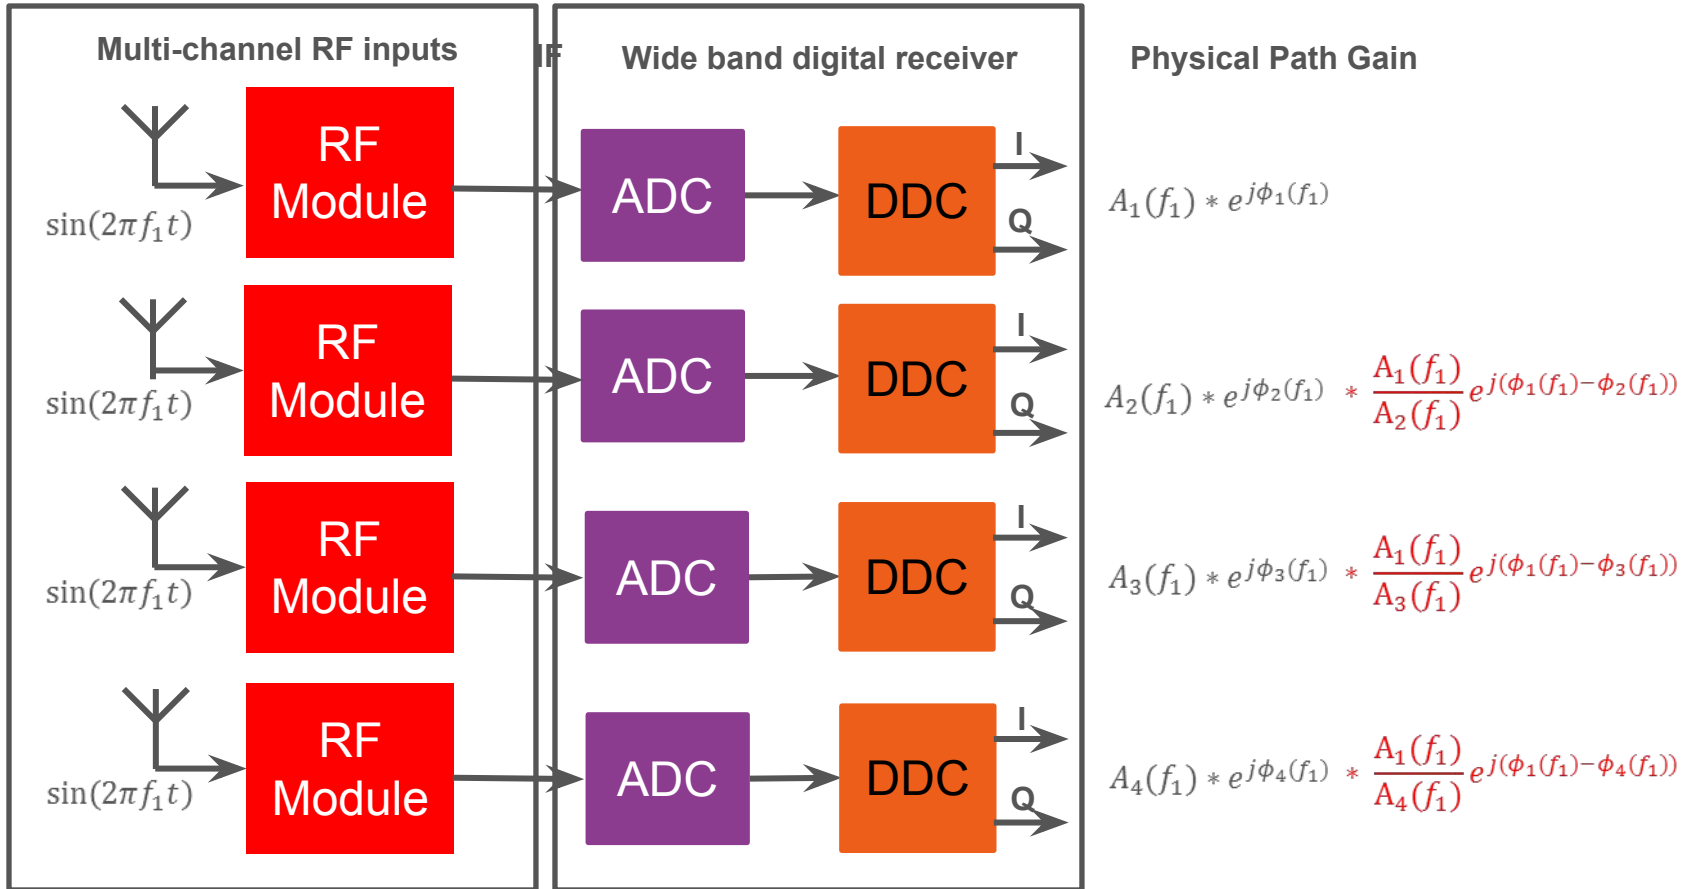 Multi-channel RF inputs
IF
Wide band digital receiver
Physical Path Gain
RF
Module
ADC
DDC
I
Q
sin(2πf₁t)
A₁(f₁) * e^{jϕ₁(f₁)}
RF
Module
ADC
DDC
I
Q
sin(2πf₁t)
A₂(f₁) * e^{jϕ₂(f₁)} * A₁(f₁)/A₂(f₁) e^{j(ϕ₁(f₁)−ϕ₂(f₁))}
RF
Module
ADC
DDC
I
Q
sin(2πf₁t)
A₃(f₁) * e^{jϕ₃(f₁)} * A₁(f₁)/A₃(f₁) e^{j(ϕ₁(f₁)−ϕ₃(f₁))}
RF
Module
ADC
DDC
I
Q
sin(2πf₁t)
A₄(f₁) * e^{jϕ₄(f₁)} * A₁(f₁)/A₄(f₁) e^{j(ϕ₁(f₁)−ϕ₄(f₁))}